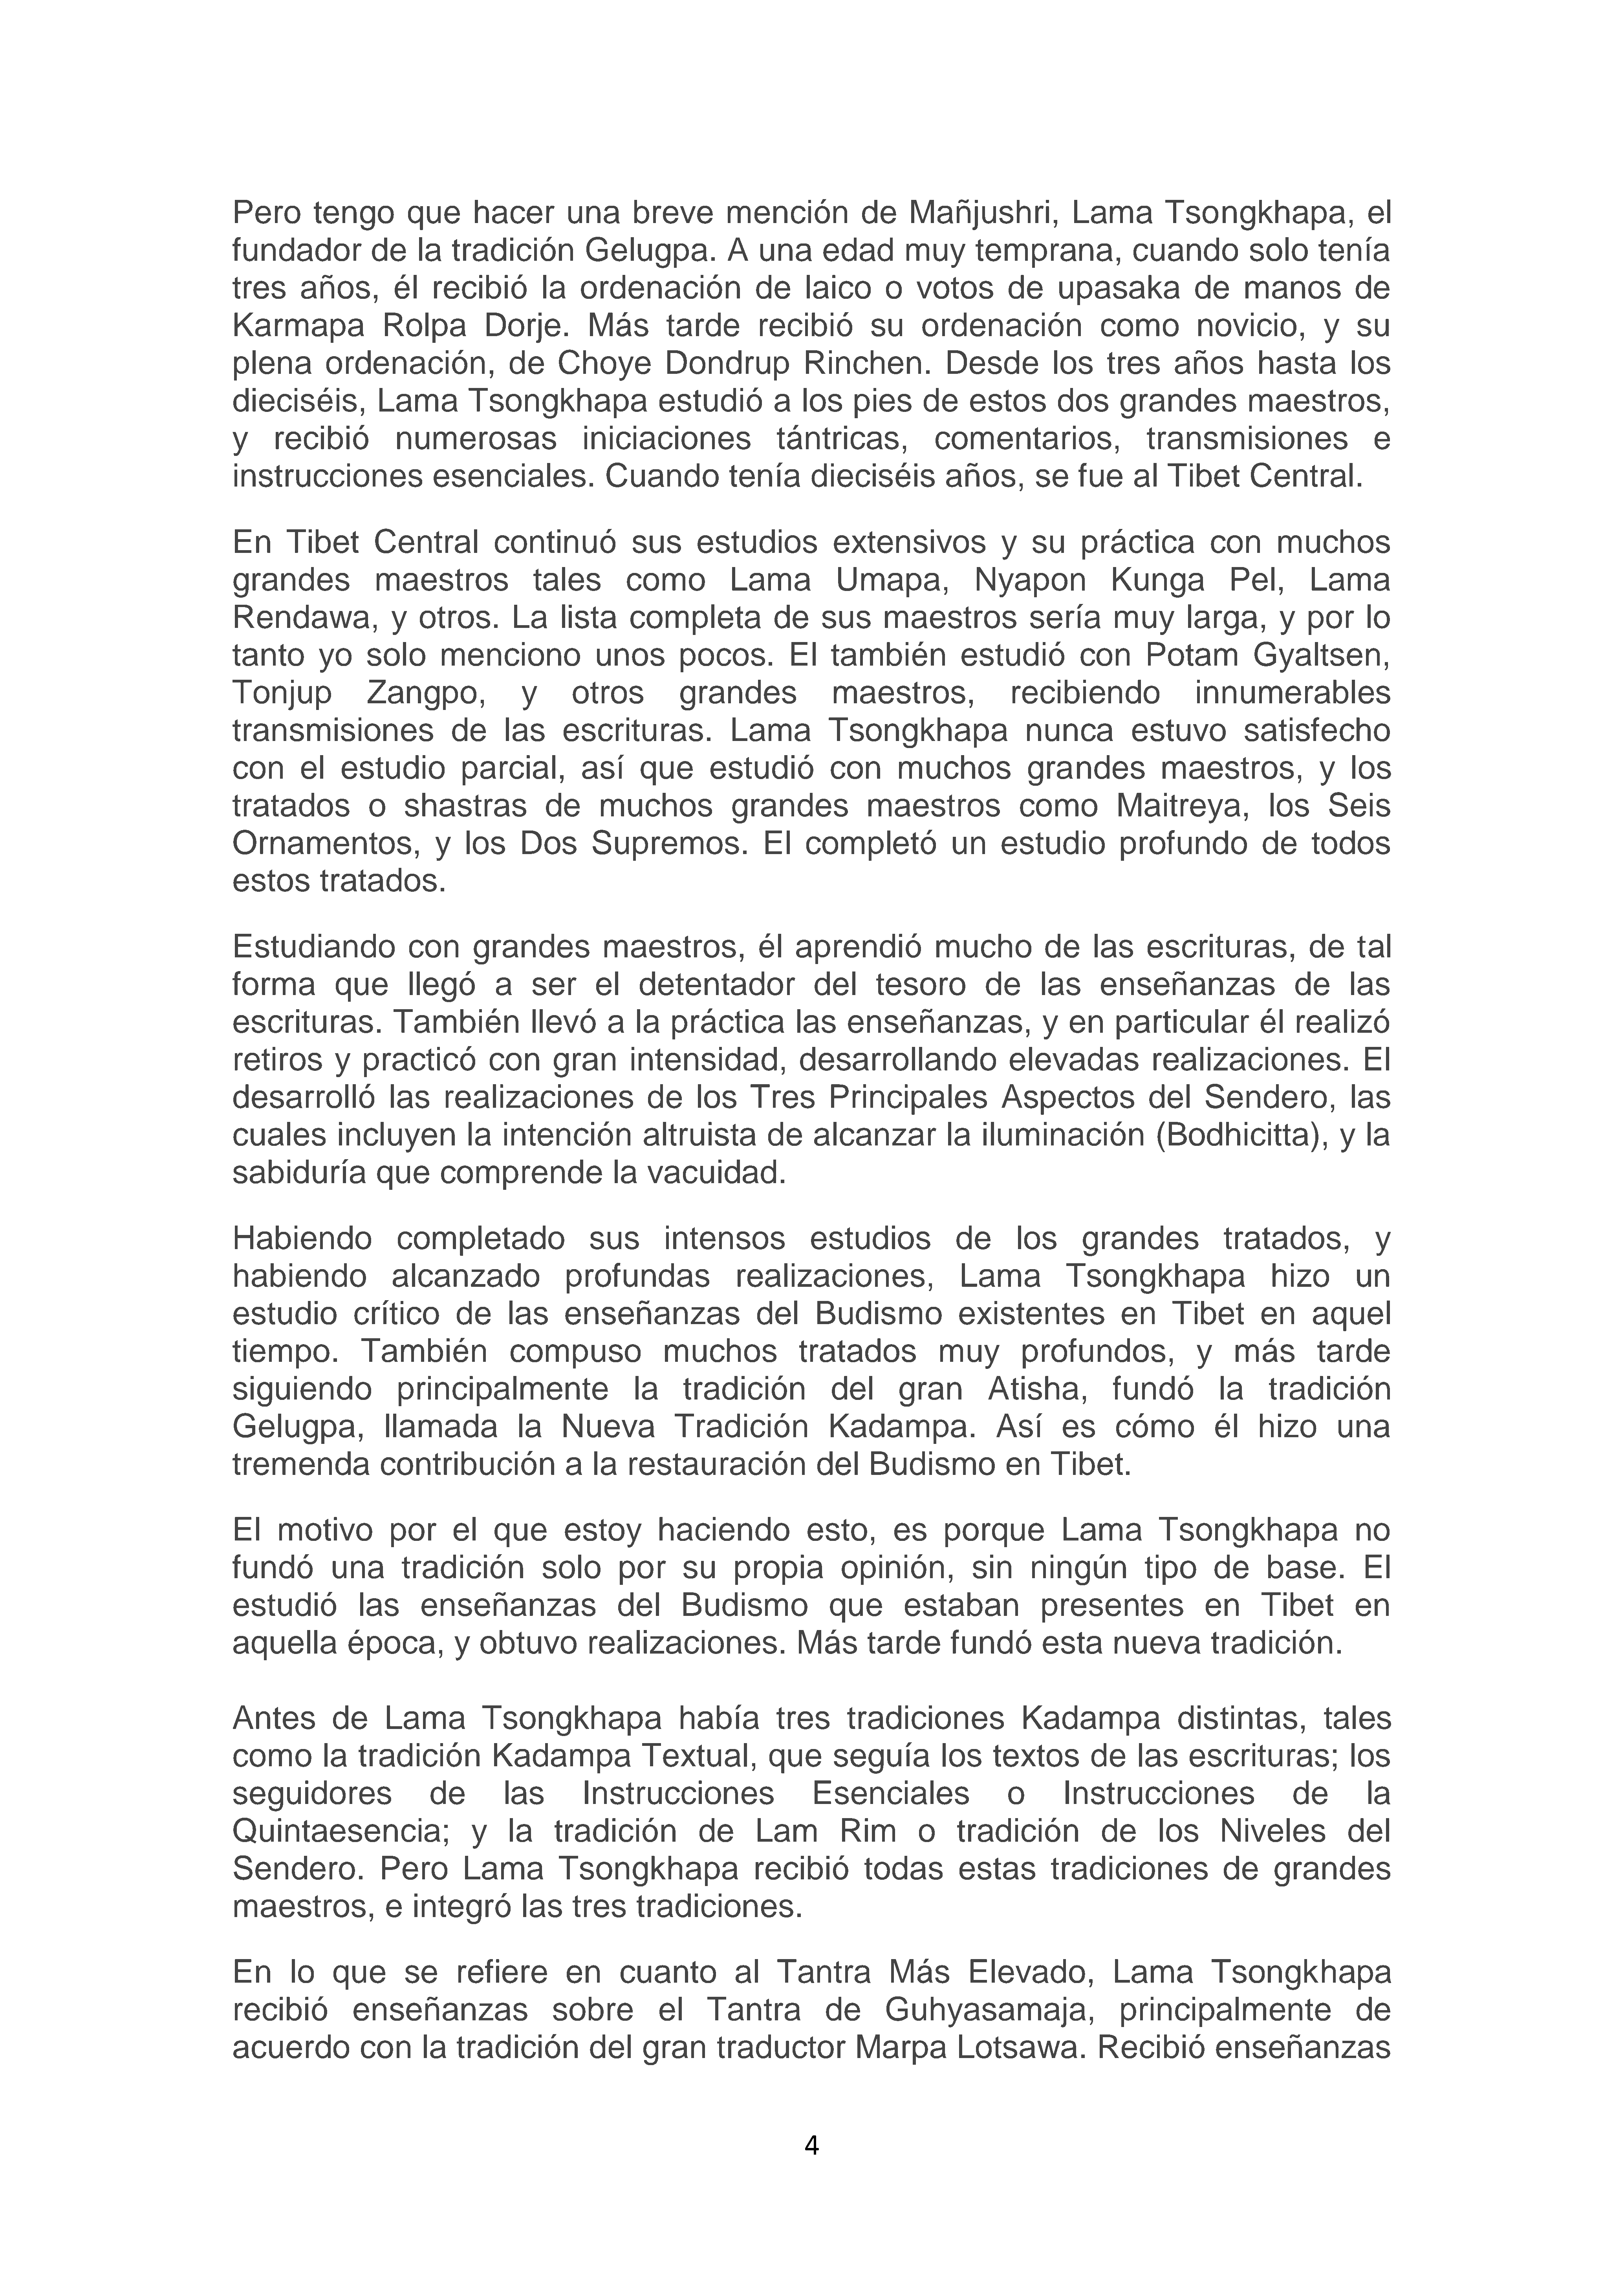 Pero tengo que hacer una breve mención de Mañjushri, Lama Tsongkhapa, el
fundador de la tradición Gelugpa. A una edad muy temprana, cuando solo tenía
tres años, él recibió la ordenación de laico o votos de upasaka de manos de
Karmapa Rolpa Dorje. Más tarde recibió su ordenación como novicio, y su
plena ordenación, de Choye Dondrup Rinchen. Desde los tres años hasta los
dieciséis, Lama Tsongkhapa estudió a los pies de estos dos grandes maestros,
y recibió numerosas iniciaciones tántricas, comentarios, transmisiones e
instrucciones esenciales. Cuando tenía dieciséis años, se fue al Tibet Central.
En Tibet Central continuó sus estudios extensivos y su práctica con muchos
grandes maestros tales como Lama Umapa, Nyapon Kunga Pel, Lama
Rendawa, y otros. La lista completa de sus maestros sería muy larga, y por lo
tanto yo solo menciono unos pocos. El también estudió con Potam Gyaltsen,
Tonjup Zangpo, y otros grandes maestros, recibiendo innumerables
transmisiones de las escrituras. Lama Tsongkhapa nunca estuvo satisfecho
con el estudio parcial, así que estudió con muchos grandes maestros, y los
tratados o shastras de muchos grandes maestros como Maitreya, los Seis
Ornamentos, y los Dos Supremos. El completó un estudio profundo de todos
estos tratados.
Estudiando con grandes maestros, él aprendió mucho de las escrituras, de tal
forma que llegó a ser el detentador del tesoro de las enseñanzas de las
escrituras. También llevó a la práctica las enseñanzas, y en particular él realizó
retiros y practicó con gran intensidad, desarrollando elevadas realizaciones. El
desarrolló las realizaciones de los Tres Principales Aspectos del Sendero, las
cuales incluyen la intención altruista de alcanzar la iluminación (Bodhicitta), y la
sabiduría que comprende la vacuidad.
Habiendo completado sus intensos estudios de los grandes tratados, y
habiendo alcanzado profundas realizaciones, Lama Tsongkhapa hizo un
estudio crítico de las enseñanzas del Budismo existentes en Tibet en aquel
tiempo. También compuso muchos tratados muy profundos, y más tarde
siguiendo principalmente la tradición del gran Atisha, fundó la tradición
Gelugpa, llamada la Nueva Tradición Kadampa. Así es cómo él hizo una
tremenda contribución a la restauración del Budismo en Tibet.
El motivo por el que estoy haciendo esto, es porque Lama Tsongkhapa no
fundó una tradición solo por su propia opinión, sin ningún tipo de base. El
estudió las enseñanzas del Budismo que estaban presentes en Tibet en
aquella época, y obtuvo realizaciones. Más tarde fundó esta nueva tradición.
Antes de Lama Tsongkhapa había tres tradiciones Kadampa distintas, tales
como la tradición Kadampa Textual, que seguía los textos de las escrituras; los
seguidores de las Instrucciones Esenciales o Instrucciones de la
Quintaesencia; y la tradición de Lam Rim o tradición de los Niveles del
Sendero. Pero Lama Tsongkhapa recibió todas estas tradiciones de grandes
maestros, e integró las tres tradiciones.
En lo que se refiere en cuanto al Tantra Más Elevado, Lama Tsongkhapa
recibió enseñanzas sobre el Tantra de Guhyasamaja, principalmente de
acuerdo con la tradición del gran traductor Marpa Lotsawa. Recibió enseñanzas
4